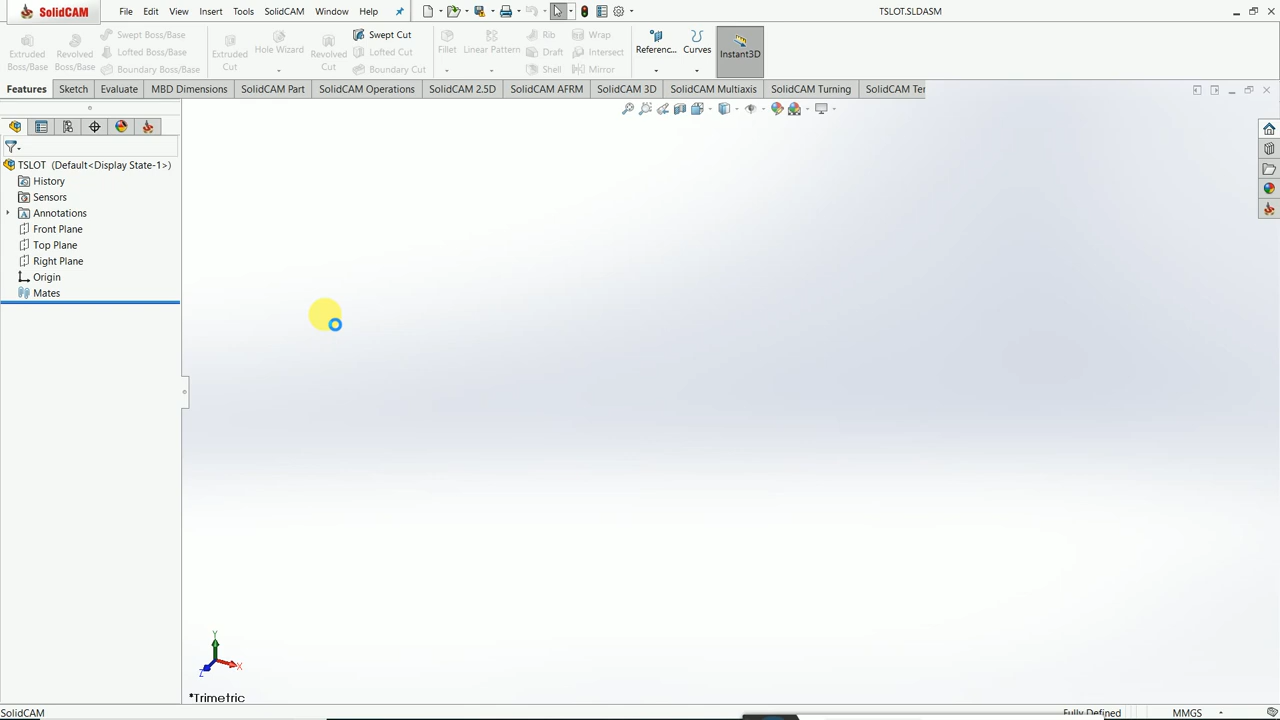 SolidCAM File Edit View Insert Tools SolidCAM Window Help TSLOT.SLDASM
Extruded Boss/Base
Revolved Boss/Base
Swept Boss/Base
Lofted Boss/Base
Boundary Boss/Base
Extruded Cut
Hole Wizard
Revolved Cut
Swept Cut
Lofted Cut
Boundary Cut
Fillet
Linear Pattern
Rib
Draft
Shell
Wrap
Intersect
Mirror
Referenc...
Curves
Instant3D
Features Sketch Evaluate MBD Dimensions SolidCAM Part SolidCAM Operations SolidCAM 2.5D SolidCAM AFRM SolidCAM 3D SolidCAM Multiaxis SolidCAM Turning SolidCAM Ter
TSLOT (Default<Display State-1>)
History
Sensors
Annotations
Front Plane
Top Plane
Right Plane
Origin
Mates
Y
X
Z
*Trimetric
SolidCAM Fully Defined MMGS